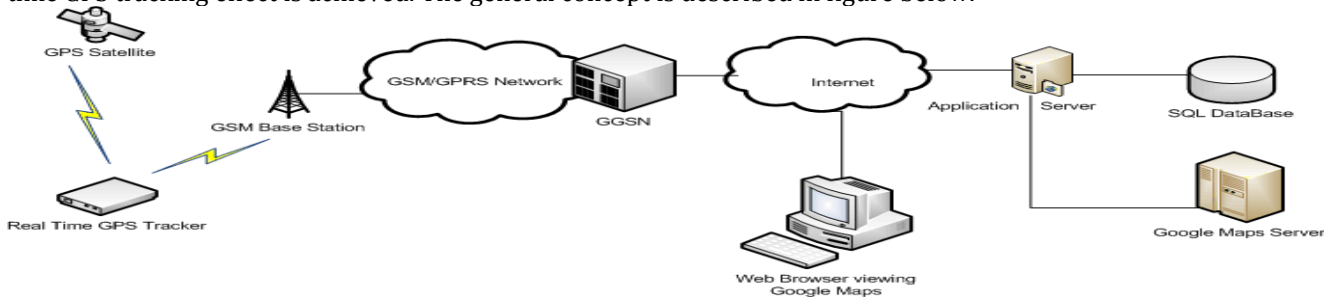 time GPS tracking effect is achieved. The general concept is described in figure below:
GPS Satellite
GSM/GPRS Network
Internet
GSM Base Station
GGSN
Application Server
SQL DataBase
Real Time GPS Tracker
Google Maps Server
Web Browser viewing
Google Maps